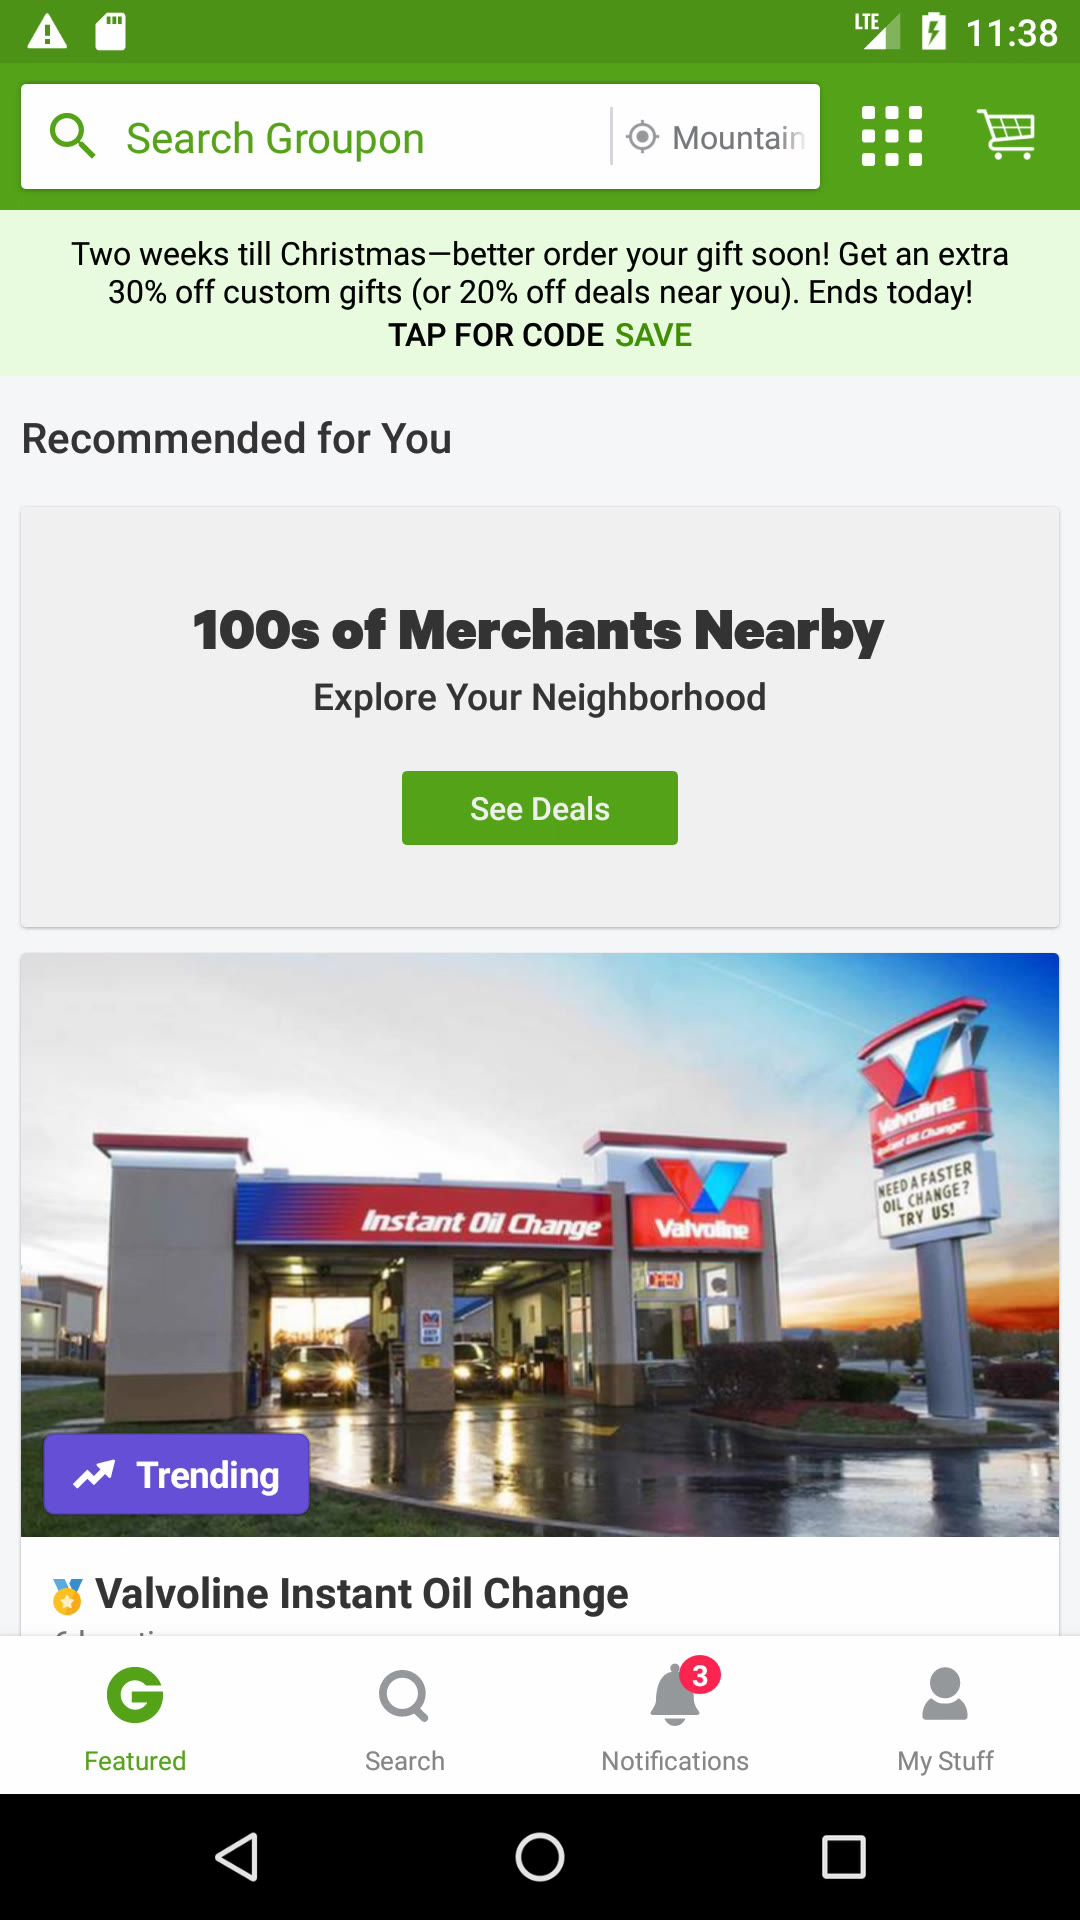 LTE 11:38
Search Groupon Mountain
Two weeks till Christmas—better order your gift soon! Get an extra
30% off custom gifts (or 20% off deals near you). Ends today!
TAP FOR CODE SAVE
Recommended for You
100s of Merchants Nearby
Explore Your Neighborhood
See Deals
Valvoline
Instant Oil Change
NEED A FASTER
OIL CHANGE?
TRY US!
Instant Oil Change
Valvoline
OPEN
Trending
Valvoline Instant Oil Change
3
Featured
Search
Notifications
My Stuff